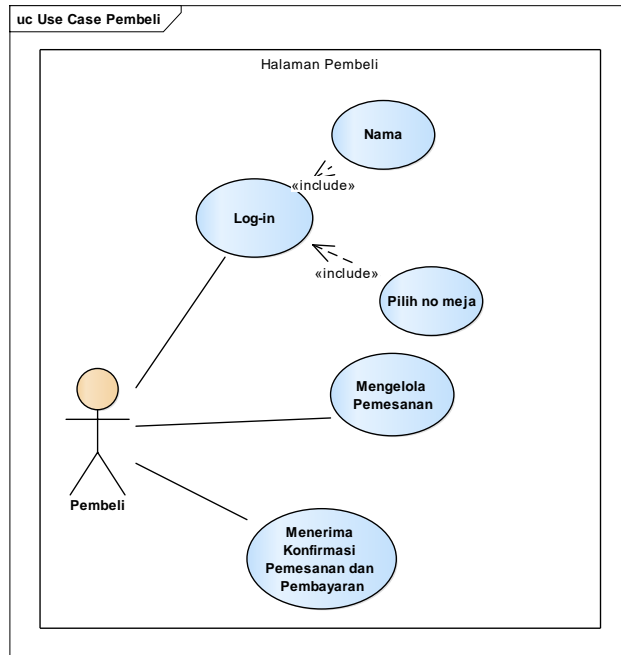 uc Use Case Pembeli
Halaman Pembeli
Nama
«include»
Log-in
«include»
Pilih no meja
Mengelola
Pemesanan
Pembeli
Menerima
Konfirmasi
Pemesanan dan
Pembayaran